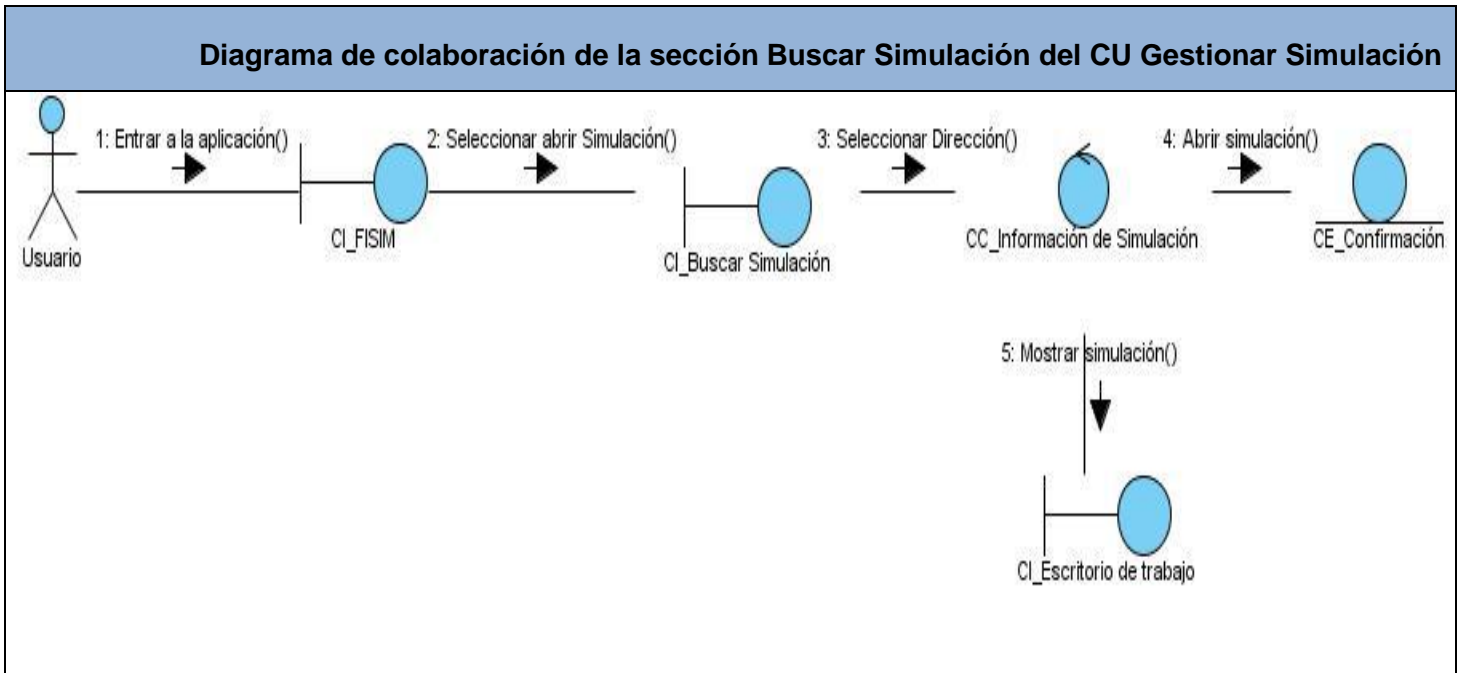 Diagrama de colaboración de la sección Buscar Simulación del CU Gestionar Simulación
1: Entrar a la aplicación()
2: Seleccionar abrir Simulación()
3: Seleccionar Dirección()
4: Abrir simulación()
Usuario
CI_FISIM
CI_Buscar Simulación
CC_Información de Simulación
CE_Confirmación
5: Mostrar simulación()
CI_Escritorio de trabajo